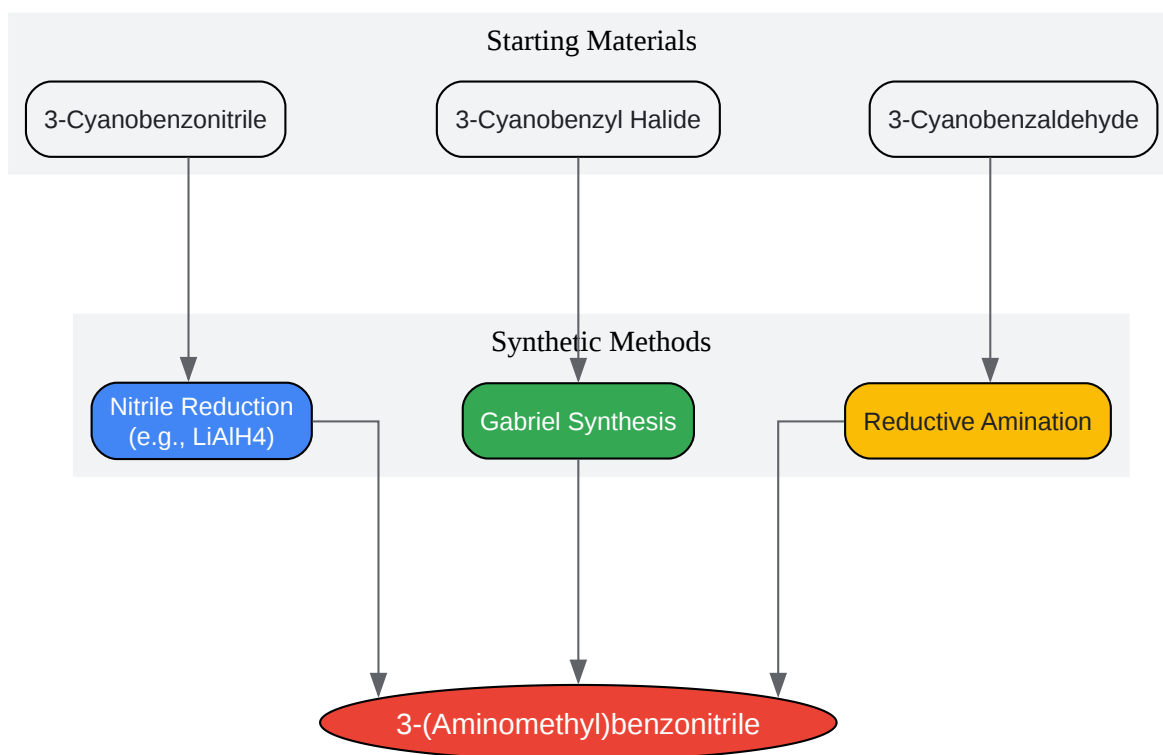 Starting Materials
3-Cyanobenzonitrile
3-Cyanobenzyl Halide
3-Cyanobenzaldehyde
Synthetic Methods
Nitrile Reduction
(e.g., LiAlH4)
Gabriel Synthesis
Reductive Amination
3-(Aminomethyl)benzonitrile